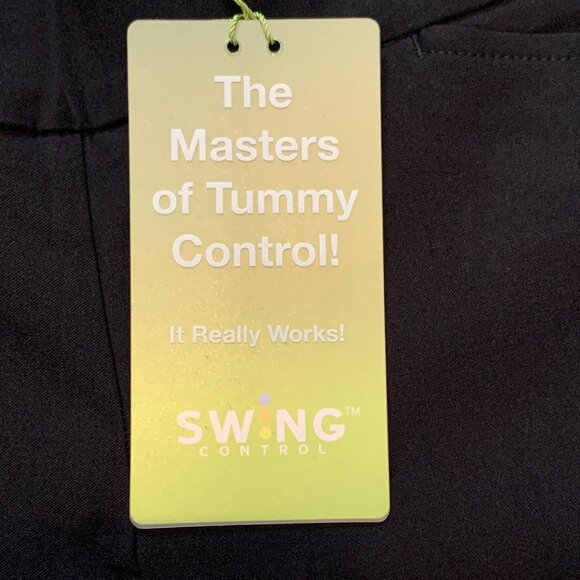 The
Masters
of Tummy
Control!
It Really Works!
SWING™
CONTROL